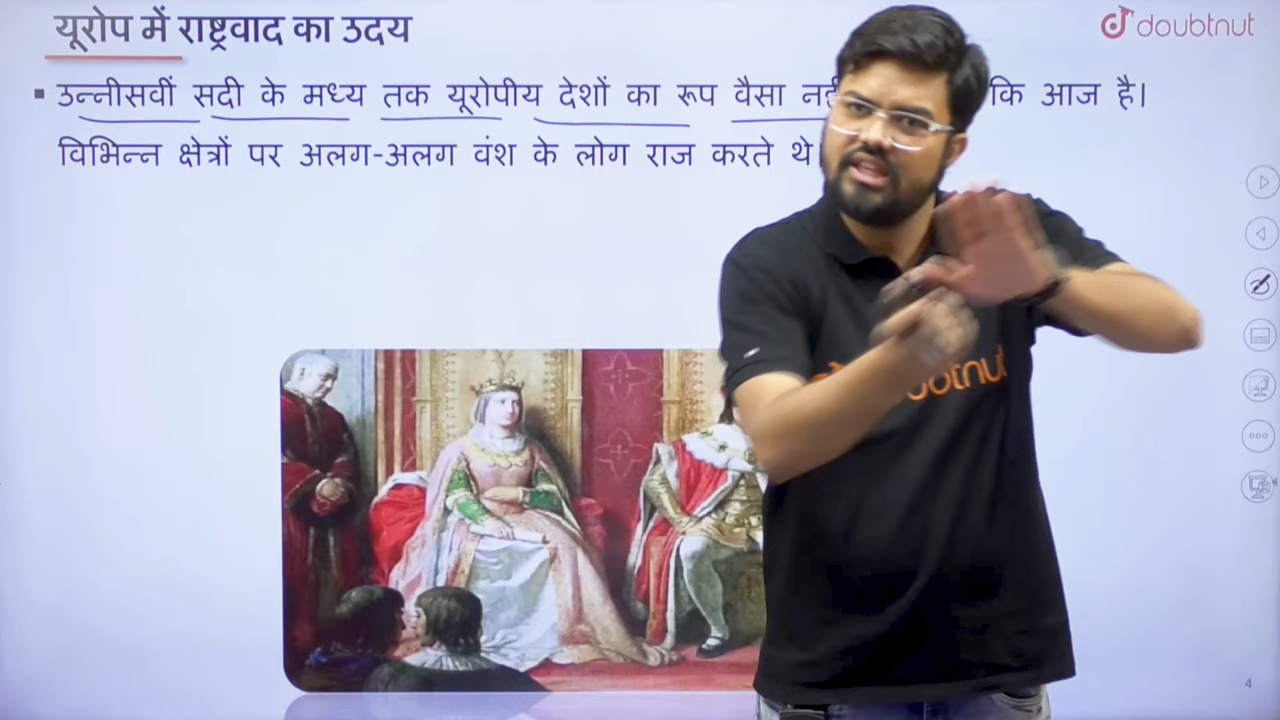 यूरोप में राष्ट्रवाद का उदय
doubtnut
उन्नीसवीं सदी के मध्य तक यूरोपीय देशों का रूप वैसा कि आज है।
विभिन्न क्षेत्रों पर अलग-अलग वंश के लोग राज करते थे
4